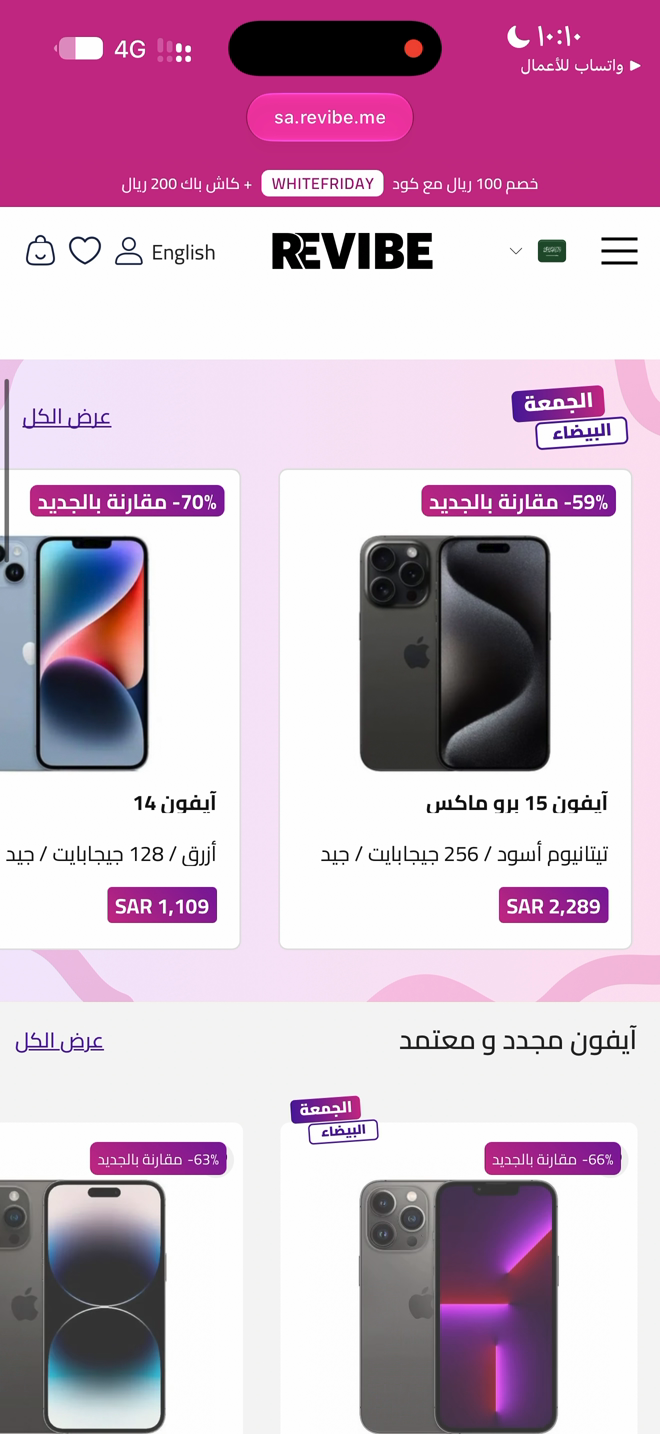 ١٠:١٠
4G
◀ واتساب للأعمال
sa.revibe.me
خصم 100 ريال مع كود WHITEFRIDAY + كاش باك 200 ريال
REVIBE
English
الجمعة
البيضاء
عرض الكل
-59% مقارنة بالجديد
-70% مقارنة بالجديد
آيفون 15 برو ماكس
آيفون 14
تيتانيوم أسود / 256 جيجابايت / جيد
أزرق / 128 جيجابايت / جيد
SAR 2,289
SAR 1,109
آيفون مجدد و معتمد
عرض الكل
الجمعة
البيضاء
-66% مقارنة بالجديد
-63% مقارنة بالجديد